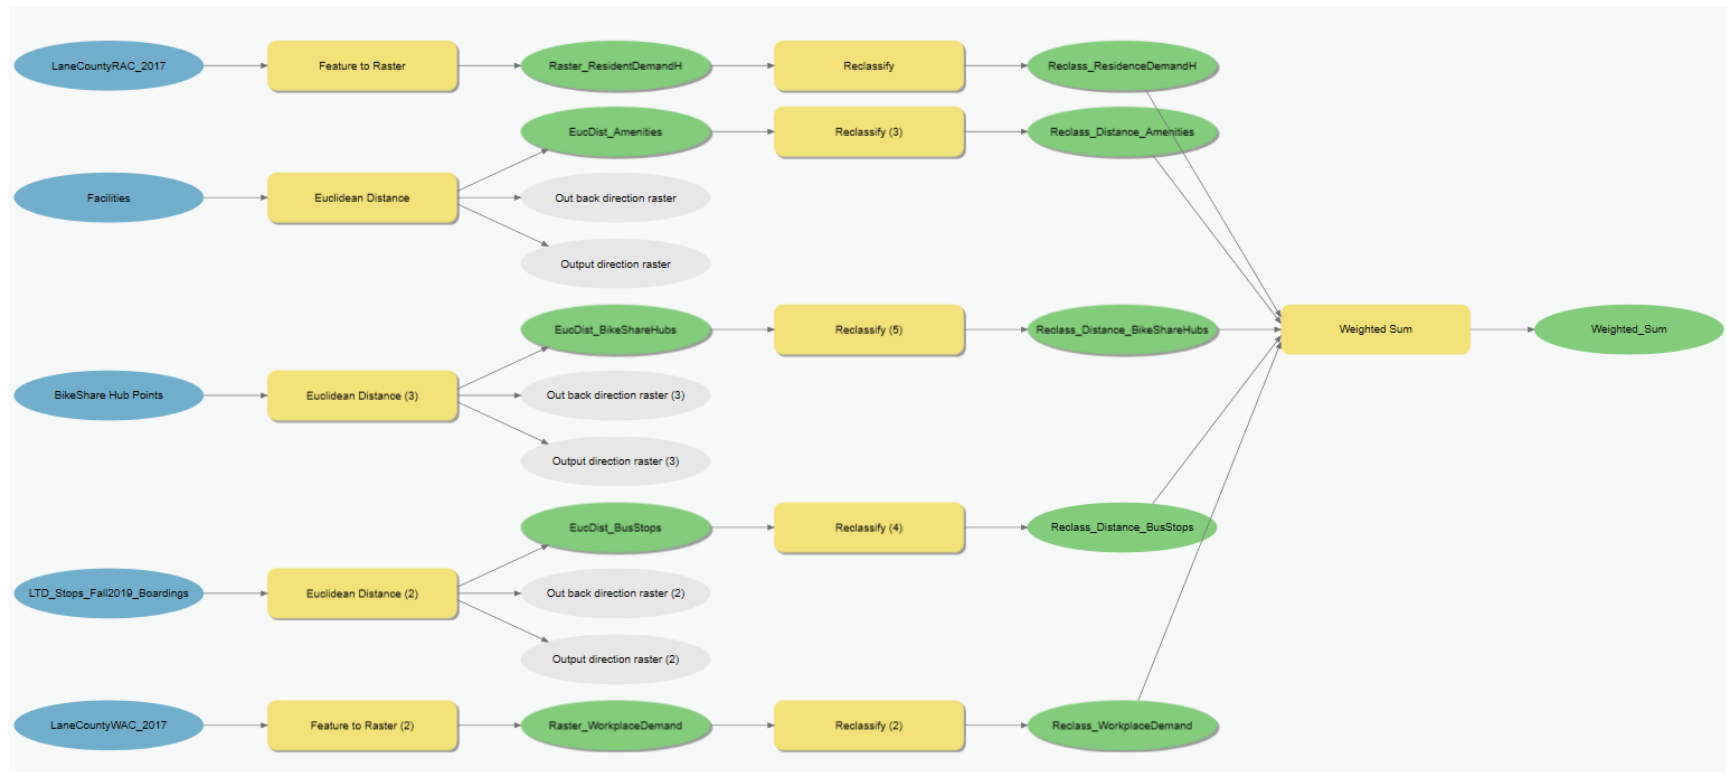 LaneCountyRAC_2017
Feature to Raster
Raster_ResidentDemandH
Reclassify
Reclass_ResidenceDemandH
EucDist_Amenities
Reclassify (3)
Reclass_Distance_Amenities
Facilities
Euclidean Distance
Out back direction raster
Output direction raster
EucDist_BikeShareHubs
Reclassify (5)
Reclass_Distance_BikeShareHubs
Weighted Sum
Weighted_Sum
BikeShare Hub Points
Euclidean Distance (3)
Out back direction raster (3)
Output direction raster (3)
EucDist_BusStops
Reclassify (4)
Reclass_Distance_BusStops
LTD_Stops_Fall2019_Boardings
Euclidean Distance (2)
Out back direction raster (2)
Output direction raster (2)
LaneCountyWAC_2017
Feature to Raster (2)
Raster_WorkplaceDemand
Reclassify (2)
Reclass_WorkplaceDemand